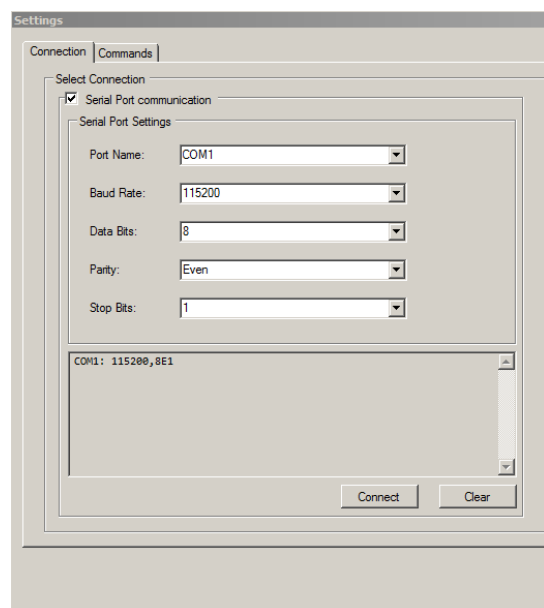 Settings
Connection Commands
Select Connection
Serial Port communication
Serial Port Settings
Port Name: COM1
Baud Rate: 115200
Data Bits: 8
Parity: Even
Stop Bits: 1
COM1: 115200,8E1
Connect Clear